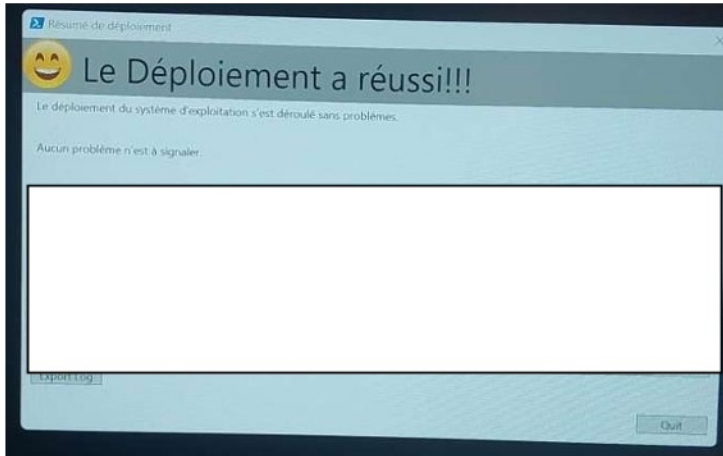 Résumé de déploiement
Le Déploiement a réussi!!!
Le déploiement du système d'exploitation s'est déroulé sans problèmes.
Aucun problème n'est à signaler.
Export Log
Quit